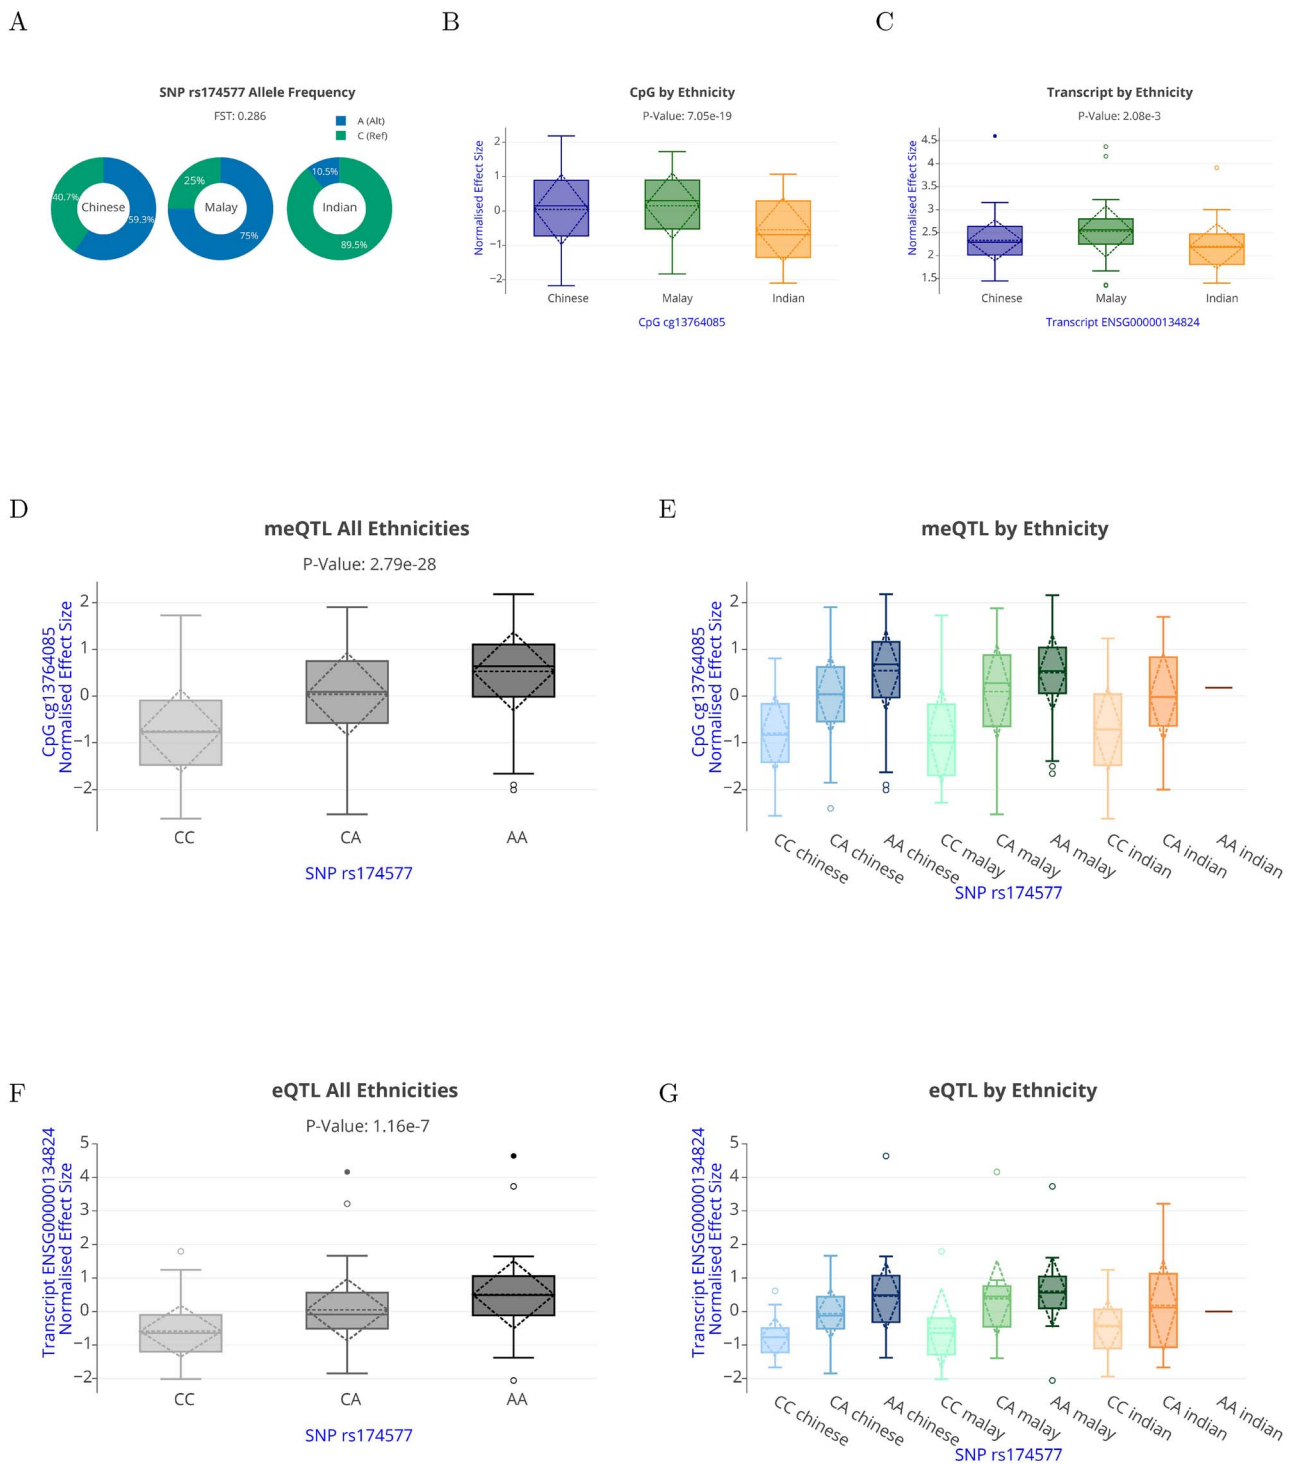 A
B
C
SNP rs174577 Allele Frequency
FST: 0.286
A (Alt)
C (Ref)
40.7%
Chinese
59.3%
25%
Malay
75%
10.5%
Indian
89.5%
CpG by Ethnicity
P-Value: 7.05e-19
Normalised Effect Size
2
1
0
−1
−2
Chinese
Malay
Indian
CpG cg13764085
Transcript by Ethnicity
P-Value: 2.08e-3
Normalised Effect Size
4.5
4
3.5
3
2.5
2
1.5
Chinese
Malay
Indian
Transcript ENSG00000134824
D
meQTL All Ethnicities
P-Value: 2.79e-28
CpG cg13764085
Normalised Effect Size
2
1
0
−1
−2
CC
CA
AA
SNP rs174577
E
meQTL by Ethnicity
CpG cg13764085
Normalised Effect Size
2
1
0
−1
−2
CC chinese
CA chinese
AA chinese
CC malay
CA malay
AA malay
CC indian
CA indian
AA indian
SNP rs174577
F
eQTL All Ethnicities
P-Value: 1.16e-7
Transcript ENSG00000134824
Normalised Effect Size
5
4
3
2
1
0
−1
−2
CC
CA
AA
SNP rs174577
G
eQTL by Ethnicity
Transcript ENSG00000134824
Normalised Effect Size
5
4
3
2
1
0
−1
−2
CC chinese
CA chinese
AA chinese
CC malay
CA malay
AA malay
CC indian
CA indian
AA indian
SNP rs174577